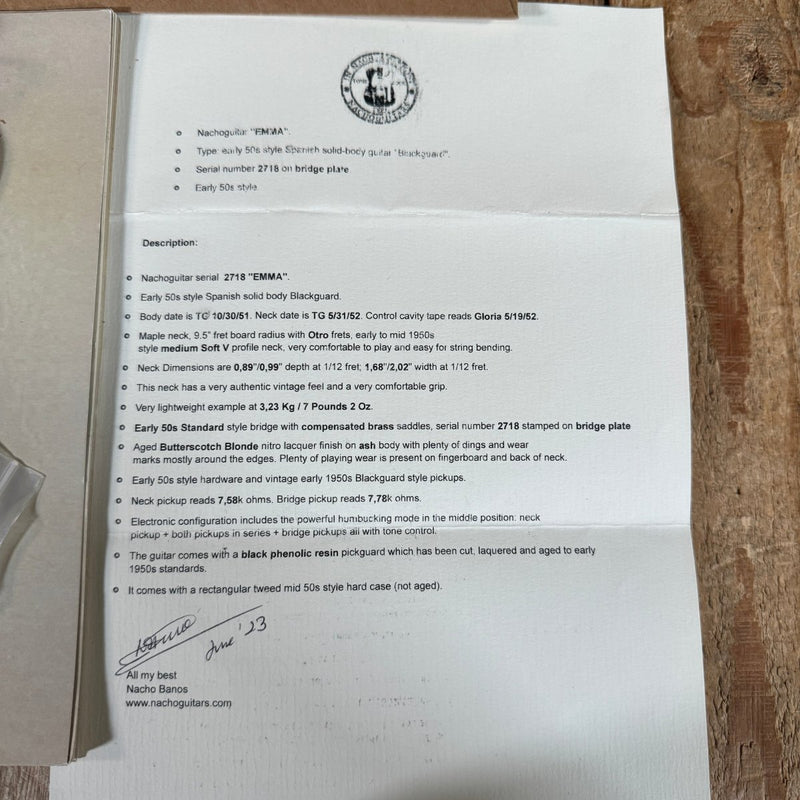 NACHOGUITARS
Nachoguitar "EMMA".
Type: early 50s style Spanish solid-body guitar "Blackguard".
Serial number 2718 on bridge plate
Early 50s style
Description:
Nachoguitar serial 2718 "EMMA".
Early 50s style Spanish solid body Blackguard.
Body date is TG 10/30/51. Neck date is TG 5/31/52. Control cavity tape reads Gloria 5/19/52.
Maple neck, 9.5" fret board radius with Otro frets, early to mid 1950s
style medium Soft V profile neck, very comfortable to play and easy for string bending.
Neck Dimensions are 0,89"/0,99" depth at 1/12 fret; 1,68"/2,02" width at 1/12 fret.
This neck has a very authentic vintage feel and a very comfortable grip.
Very lightweight example at 3,23 Kg / 7 Pounds 2 Oz.
Early 50s Standard style bridge with compensated brass saddles, serial number 2718 stamped on bridge plate
Aged Butterscotch Blonde nitro lacquer finish on ash body with plenty of dings and wear
marks mostly around the edges. Plenty of playing wear is present on fingerboard and back of neck.
Early 50s style hardware and vintage early 1950s Blackguard style pickups.
Neck pickup reads 7,58k ohms. Bridge pickup reads 7,78k ohms.
Electronic configuration includes the powerful humbucking mode in the middle position: neck
pickup + both pickups in series + bridge pickups all with tone control.
The guitar comes with a black phenolic resin pickguard which has been cut, laquered and aged to early
1950s standards.
It comes with a rectangular tweed mid 50s style hard case (not aged).
June '23
All my best
Nacho Banos
www.nachoguitars.com